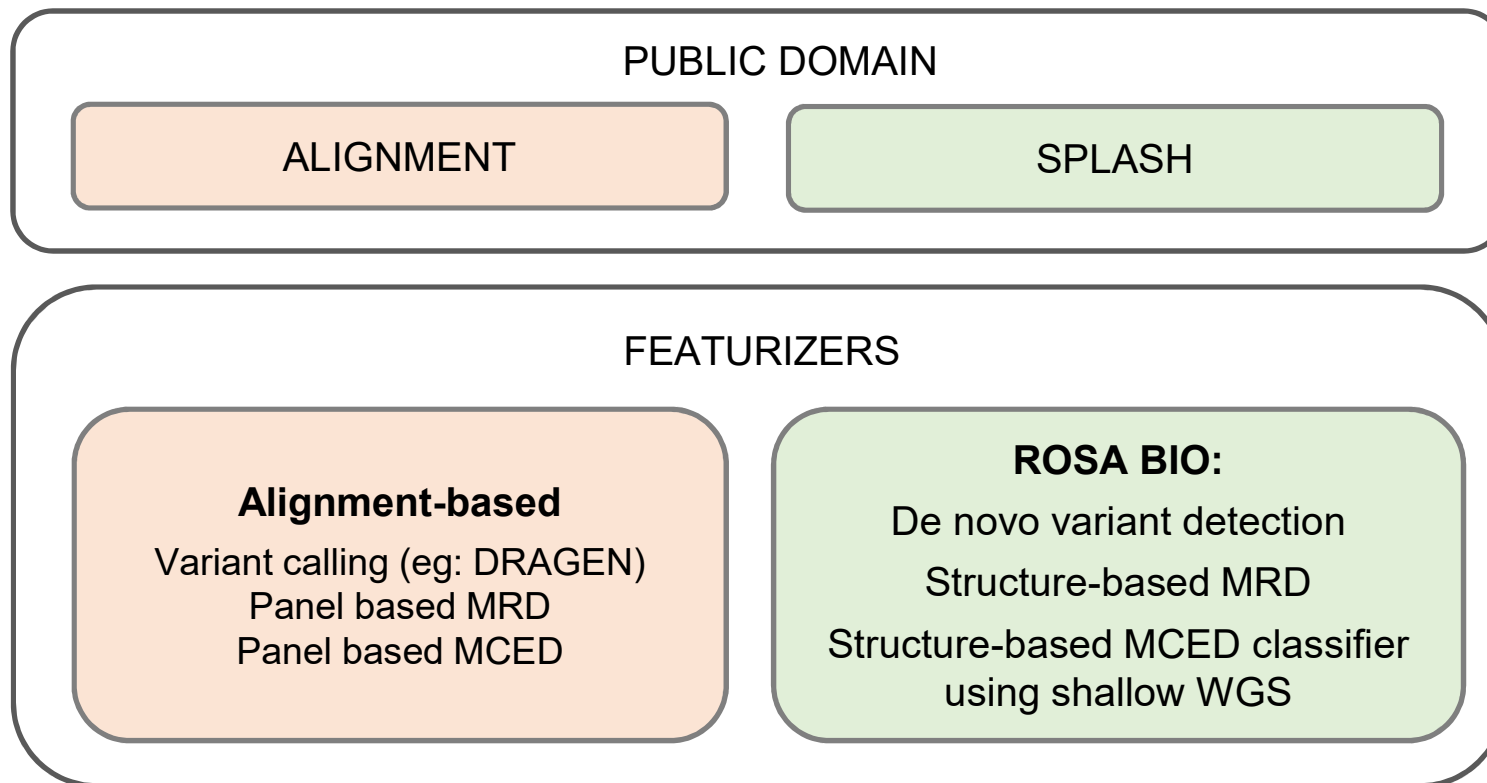 PUBLIC DOMAIN
ALIGNMENT
SPLASH
FEATURIZERS
Alignment-based
Variant calling (eg: DRAGEN)
Panel based MRD
Panel based MCED
ROSA BIO:
De novo variant detection
Structure-based MRD
Structure-based MCED classifier
using shallow WGS